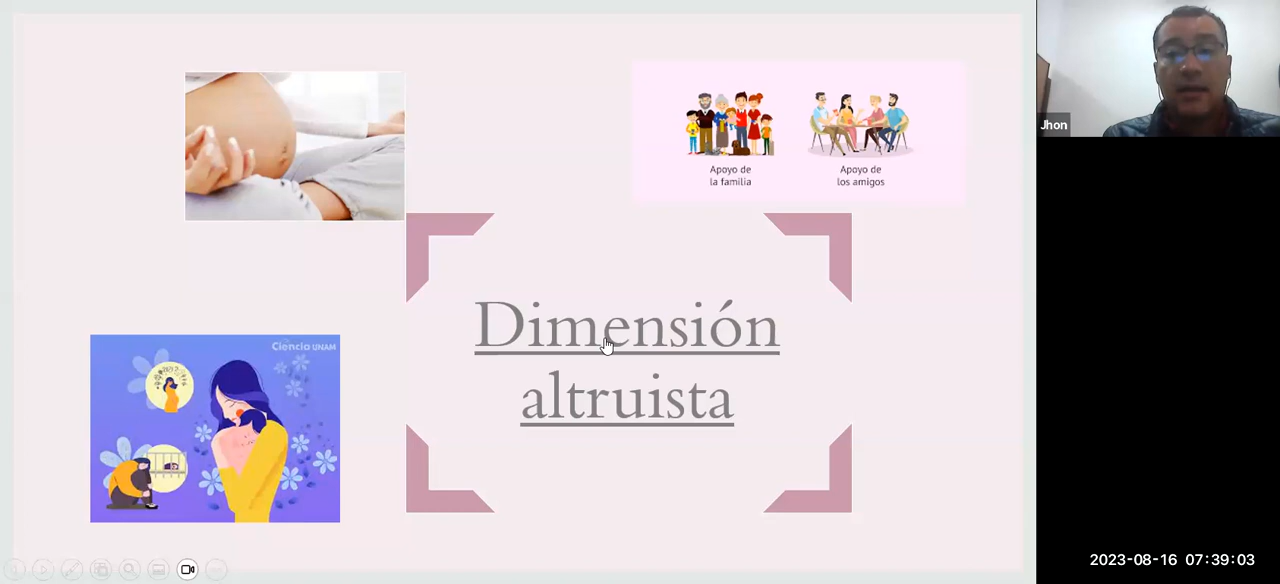 Apoyo de
la familia
Apoyo de
los amigos
Jhon
Dimensión
altruista
Ciencia UNAM
2023-08-16 07:39:03